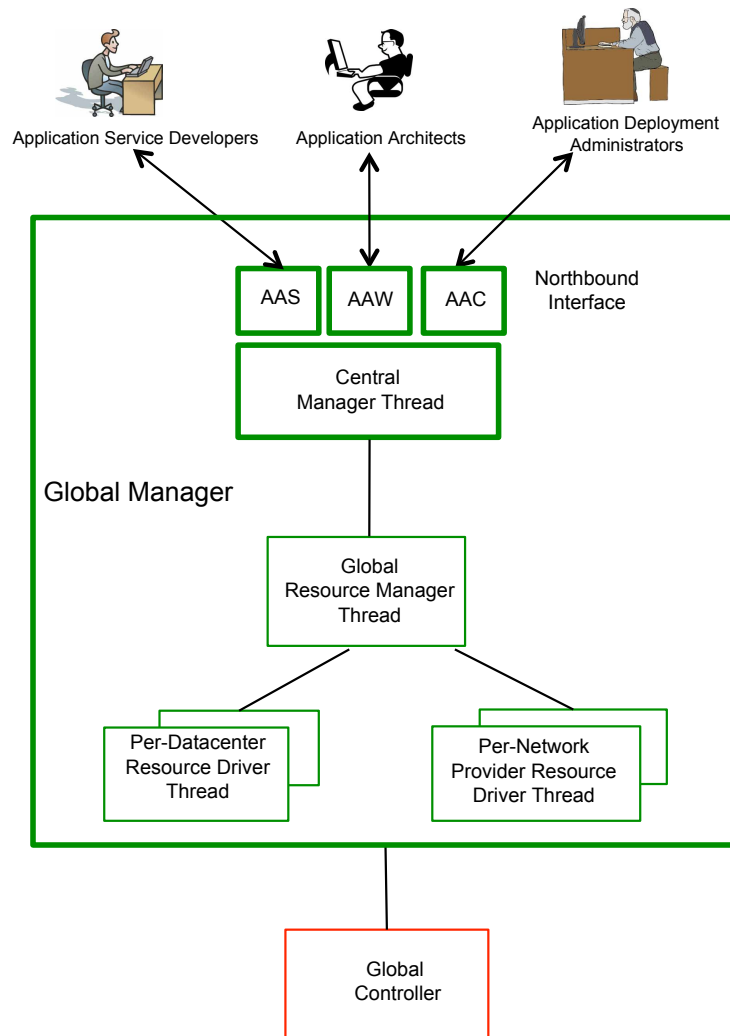 Application Service Developers
Application Architects
Application Deployment
Administrators
AAS
AAW
AAC
Northbound
Interface
Central
Manager Thread
Global Manager
Global
Resource Manager
Thread
Per-Datacenter
Resource Driver
Thread
Per-Network
Provider Resource
Driver Thread
Global
Controller